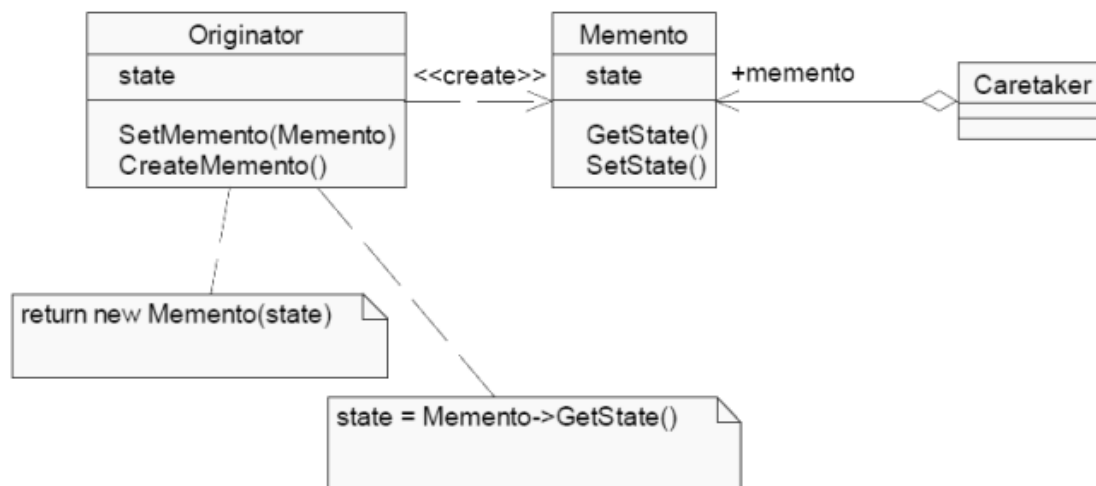 Originator
state
SetMemento(Memento)
CreateMemento()
<<create>>
Memento
state
GetState()
SetState()
+memento
Caretaker
return new Memento(state)
state = Memento->GetState()